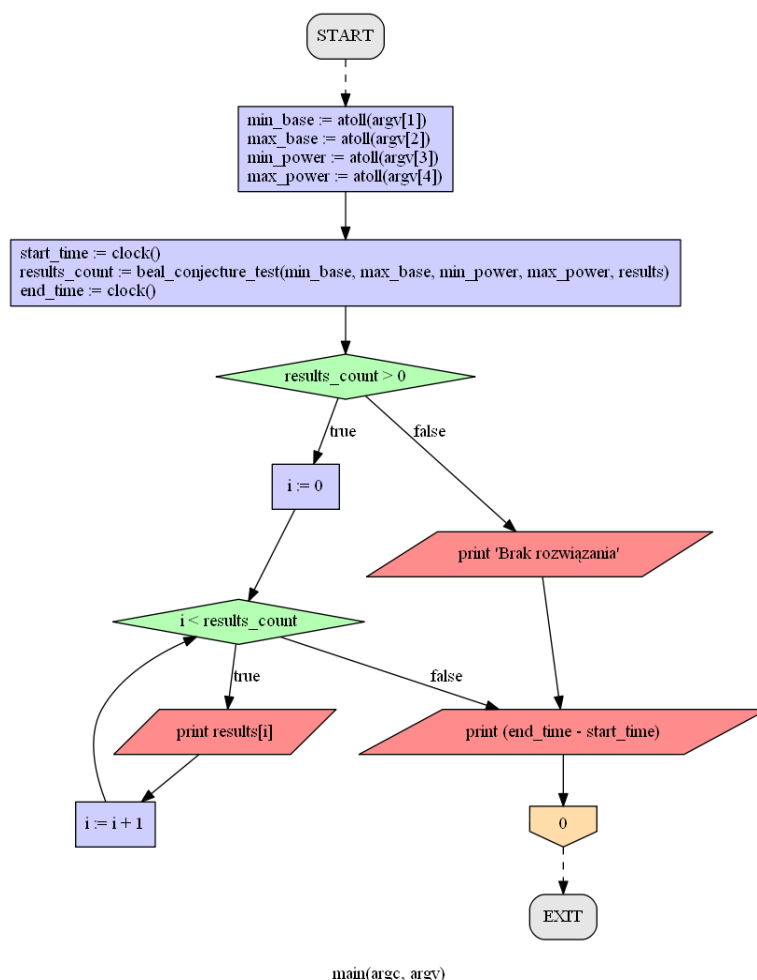 START
min_base := atoll(argv[1])
max_base := atoll(argv[2])
min_power := atoll(argv[3])
max_power := atoll(argv[4])
start_time := clock()
results_count := beal_conjecture_test(min_base, max_base, min_power, max_power, results)
end_time := clock()
results_count > 0
true
false
i := 0
print 'Brak rozwiązania'
i < results_count
true
false
print results[i]
print (end_time - start_time)
i := i + 1
0
EXIT
main(argc, argv)